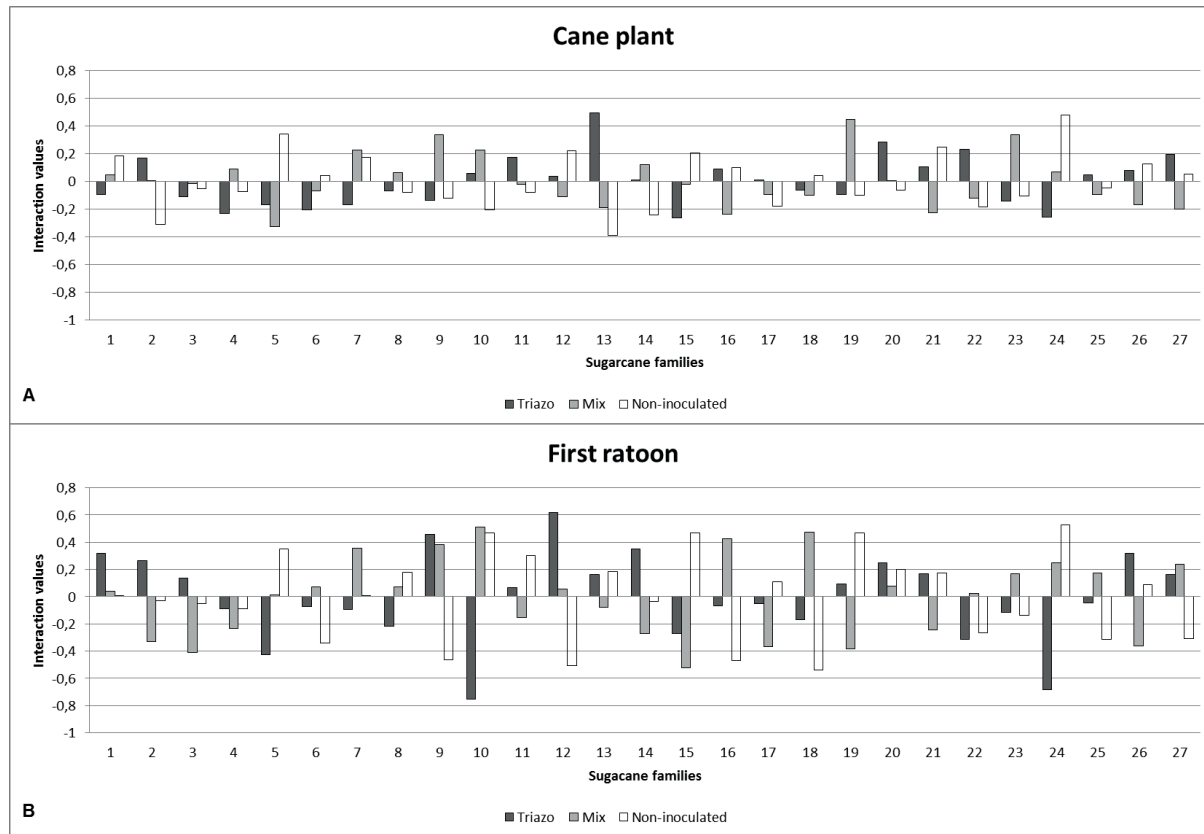 Cane plant
0,8
0,6
0,4
0,2
0
-0,2
-0,4
-0,6
-0,8
-1
Interaction values
1 2 3 4 5 6 7 8 9 10 11 12 13 14 15 16 17 18 19 20 21 22 23 24 25 26 27
Sugarcane families
A
Triazo Mix Non-inoculated
First ratoon
0,8
0,6
0,4
0,2
0
-0,2
-0,4
-0,6
-0,8
-1
Interaction values
1 2 3 4 5 6 7 8 9 10 11 12 13 14 15 16 17 18 19 20 21 22 23 24 25 26 27
Sugacane families
B
Triazo Mix Non-inoculated